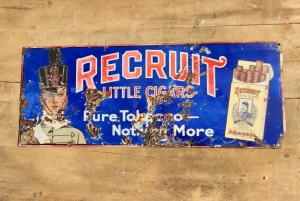 RECRUIT
LITTLE CIGARS
Pure Tobacco—
Nothing More
RECRUIT